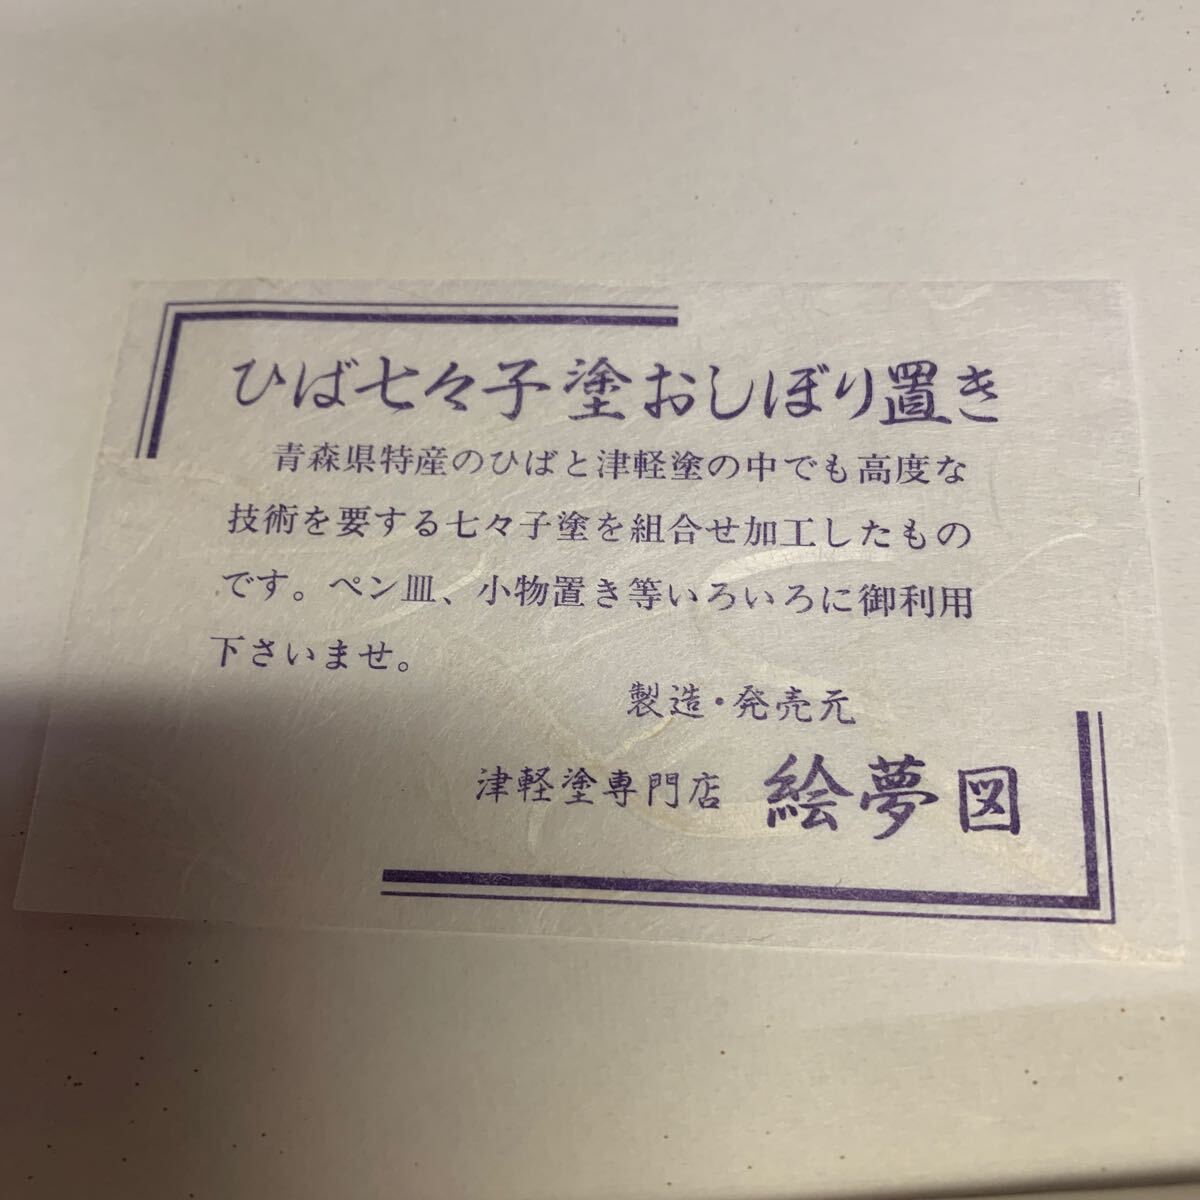 ひば七々子塗おしぼり置き
青森県特産のひばと津軽塗の中でも高度な
技術を要する七々子塗を組合せ加工したもの
です。ペン皿、小物置き等いろいろに御利用
下さいませ。
製造・発売元
津軽塗専門店 絵夢図